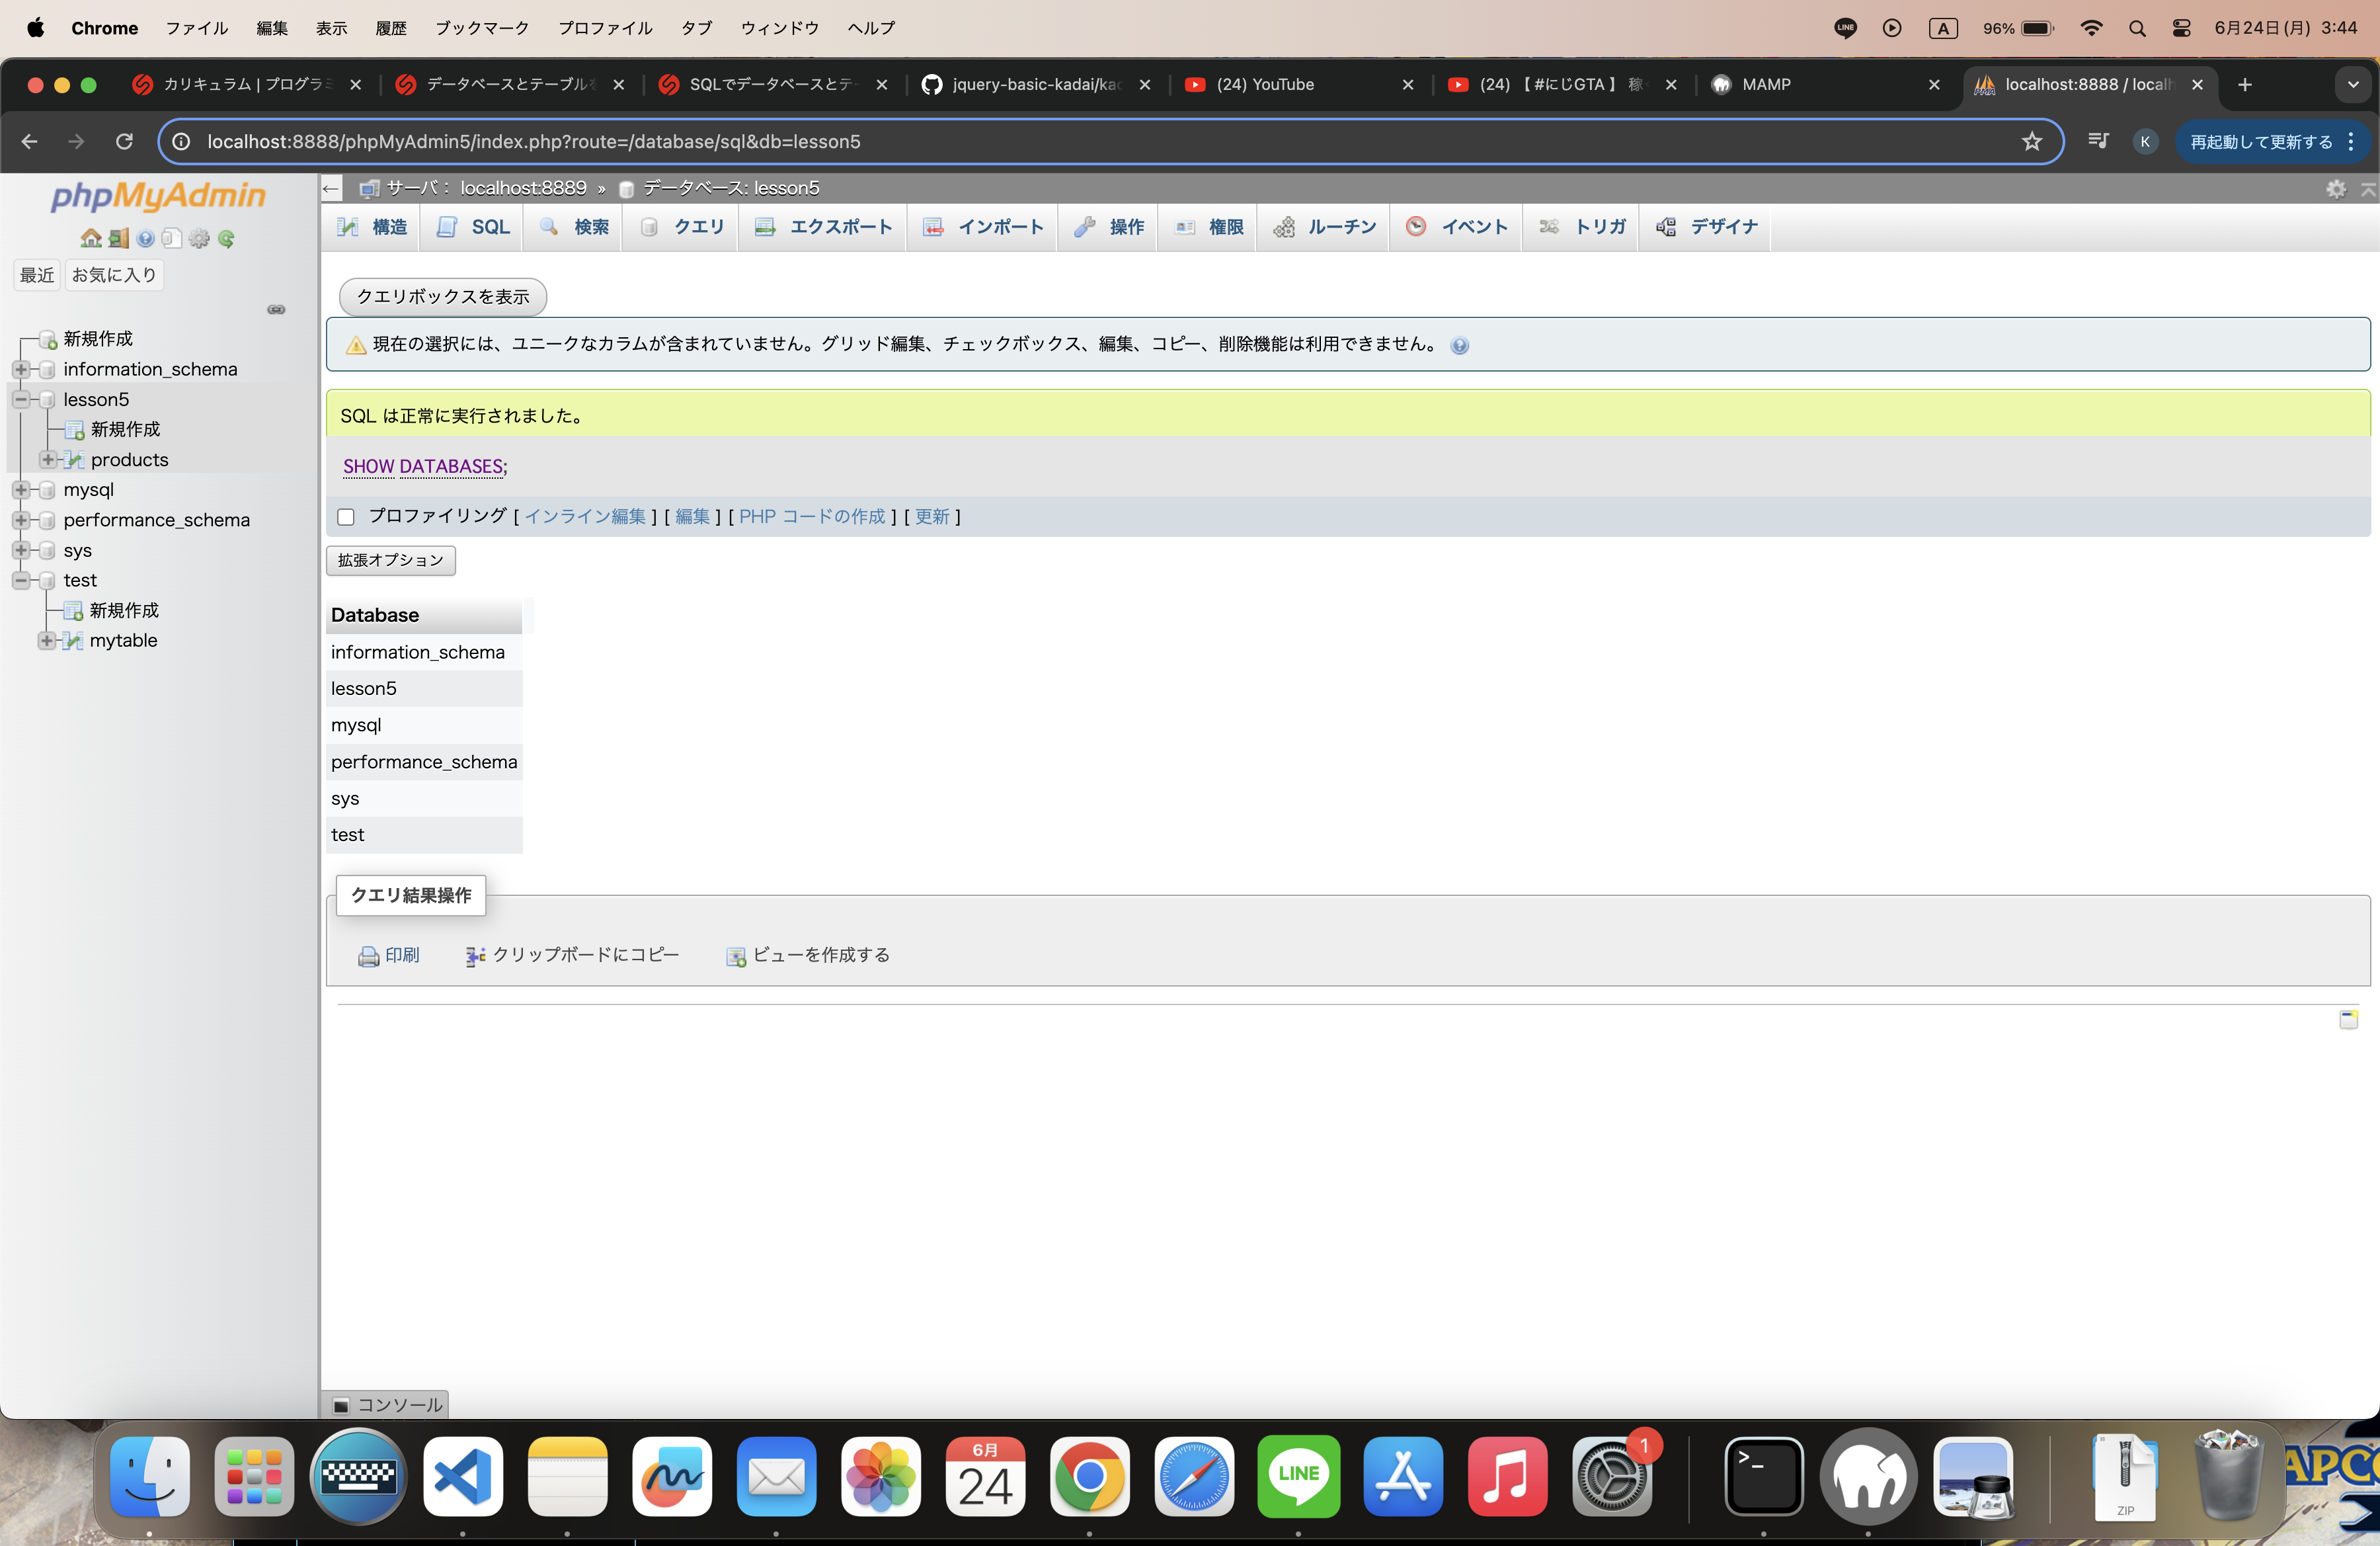 Chrome ファイル 編集 表示 履歴 ブックマーク プロファイル タブ ウィンドウ ヘルプ
LINE A 96% 6月24日(月) 3:44
カリキュラム | プログラミ
データベースとテーブルを
SQLでデータベースとテー
jquery-basic-kadai/kad
(24) YouTube
(24) 【 #にじGTA 】 稼
MAMP
localhost:8888 / localh
localhost:8888/phpMyAdmin5/index.php?route=/database/sql&db=lesson5
K
再起動して更新する
phpMyAdmin
最近 お気に入り
新規作成
information_schema
lesson5
新規作成
products
mysql
performance_schema
sys
test
新規作成
mytable
サーバ: localhost:8889 » データベース: lesson5
構造 SQL 検索 クエリ エクスポート インポート 操作 権限 ルーチン イベント トリガ デザイナ
クエリボックスを表示
現在の選択には、ユニークなカラムが含まれていません。グリッド編集、チェックボックス、編集、コピー、削除機能は利用できません。
SQL は正常に実行されました。
SHOW DATABASES;
プロファイリング [ インライン編集 ] [ 編集 ] [ PHP コードの作成 ] [ 更新 ]
拡張オプション
Database
information_schema
lesson5
mysql
performance_schema
sys
test
クエリ結果操作
印刷 クリップボードにコピー ビューを作成する
コンソール
6月
24
LINE
1
>_
ZIP